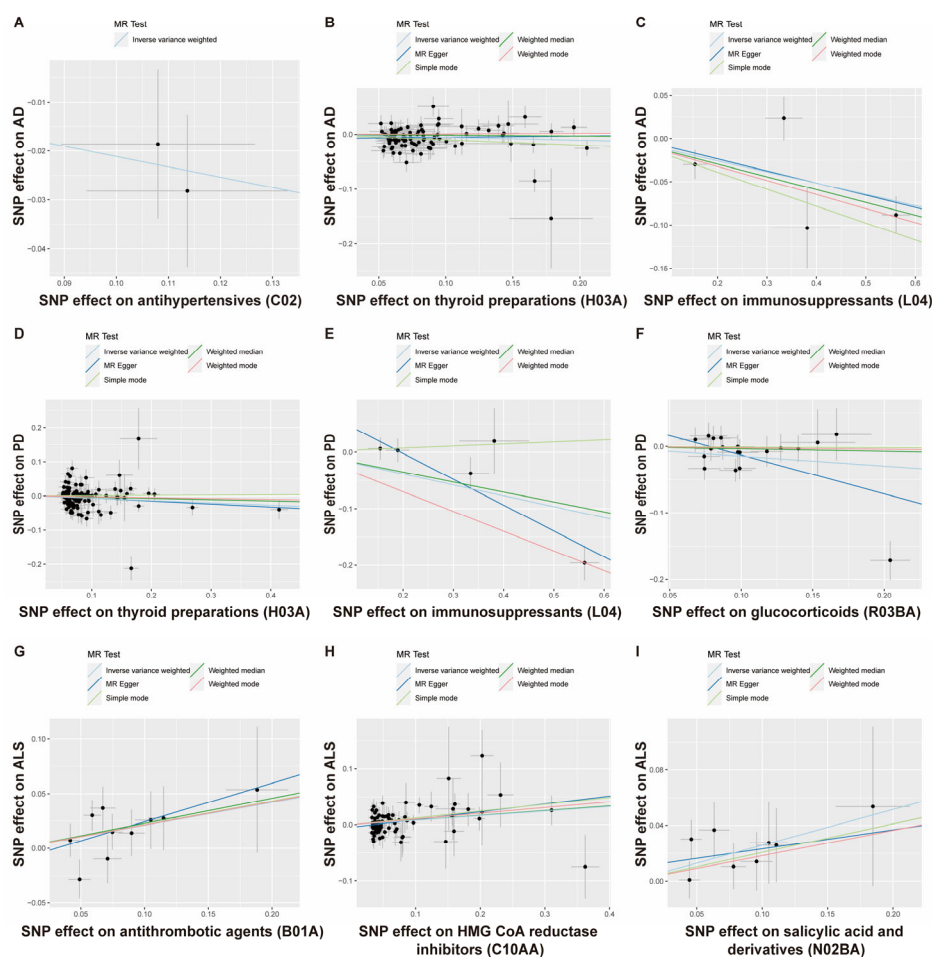 A
MR Test
Inverse variance weighted
SNP effect on AD
−0.01
−0.02
−0.03
−0.04
0.09
0.10
0.11
0.12
0.13
SNP effect on antihypertensives (C02)
B
MR Test
Inverse variance weighted
Weighted median
MR Egger
Weighted mode
Simple mode
SNP effect on AD
0.1
0.0
−0.1
−0.2
0.05
0.10
0.15
0.20
SNP effect on thyroid preparations (H03A)
C
MR Test
Inverse variance weighted
Weighted median
MR Egger
Weighted mode
Simple mode
SNP effect on AD
0.05
0.00
−0.05
−0.10
−0.16
0.2
0.3
0.4
0.5
0.6
SNP effect on immunosuppressants (L04)
D
MR Test
Inverse variance weighted
Weighted median
MR Egger
Weighted mode
Simple mode
SNP effect on PD
0.2
0.1
0.0
−0.1
−0.2
0.1
0.2
0.3
0.4
SNP effect on thyroid preparations (H03A)
E
MR Test
Inverse variance weighted
Weighted median
MR Egger
Weighted mode
Simple mode
SNP effect on PD
0.0
−0.1
−0.2
0.2
0.3
0.4
0.5
0.6
SNP effect on immunosuppressants (L04)
F
MR Test
Inverse variance weighted
Weighted median
MR Egger
Weighted mode
Simple mode
SNP effect on PD
0.0
−0.1
−0.2
0.05
0.10
0.15
0.20
SNP effect on glucocorticoids (R03BA)
G
MR Test
Inverse variance weighted
Weighted median
MR Egger
Weighted mode
Simple mode
SNP effect on ALS
0.10
0.05
0.00
−0.05
0.05
0.10
0.15
0.20
SNP effect on antithrombotic agents (B01A)
H
MR Test
Inverse variance weighted
Weighted median
MR Egger
Weighted mode
Simple mode
SNP effect on ALS
0.1
0.0
−0.1
0.1
0.2
0.3
0.4
SNP effect on HMG CoA reductase
inhibitors (C10AA)
I
MR Test
Inverse variance weighted
Weighted median
MR Egger
Weighted mode
Simple mode
SNP effect on ALS
0.08
0.04
0.00
0.05
0.10
0.15
0.20
SNP effect on salicylic acid and
derivatives (N02BA)